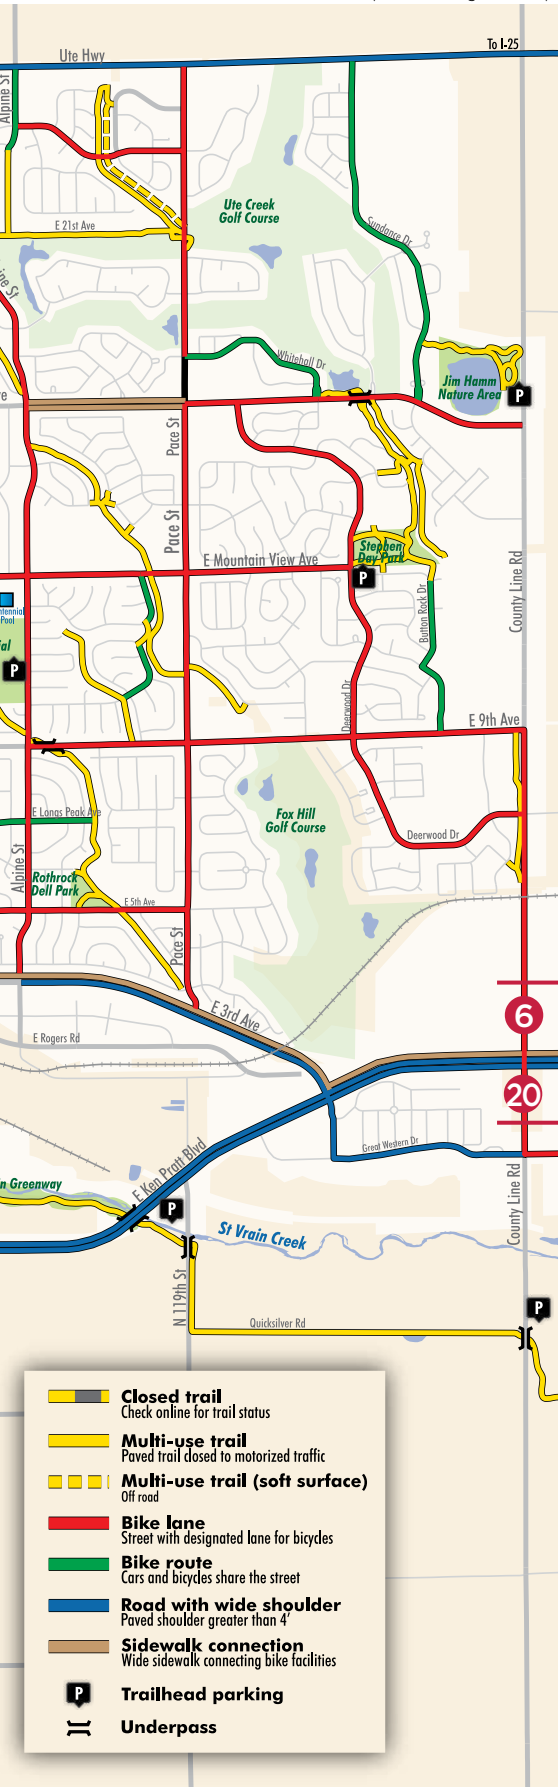 To I-25
Ute Hwy
Alpine St
Ute Creek
Golf Course
E 21st Ave
Sundance Dr
ine St
Whitehall Dr
Jim Hamm
Nature Area
P
ve
Pace St
Pace St
Stephen
Day Park
E Mountain View Ave
P
County Line Rd
Button Rock Dr
ntennial
Pool
ial
P
Deerwood Dr
E 9th Ave
E Longs Peak Ave
Fox Hill
Golf Course
Deerwood Dr
Alpine St
Rothrock
Dell Park
E 5th Ave
Pace St
E 3rd Ave
6
E Rogers Rd
20
Great Western Dr
E Ken Pratt Blvd
n Greenway
P
County Line Rd
St Vrain Creek
N 119th St
P
Quicksilver Rd
Closed trail
Check online for trail status
Multi-use trail
Paved trail closed to motorized traffic
Multi-use trail (soft surface)
Off road
Bike lane
Street with designated lane for bicycles
Bike route
Cars and bicycles share the street
Road with wide shoulder
Paved shoulder greater than 4'
Sidewalk connection
Wide sidewalk connecting bike facilities
P Trailhead parking
Underpass